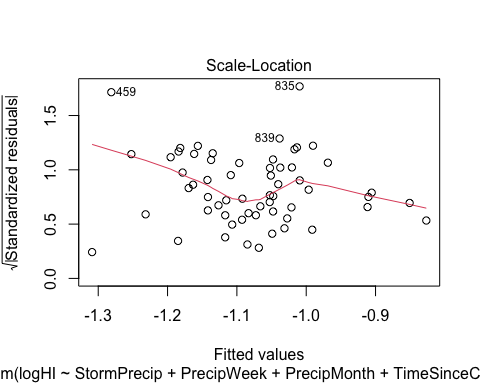 Scale-Location
459
835
839
√|Standardized residuals|
0.0 0.5 1.0 1.5
-1.3 -1.2 -1.1 -1.0 -0.9
Fitted values
m(logHI ~ StormPrecip + PrecipWeek + PrecipMonth + TimeSinceC